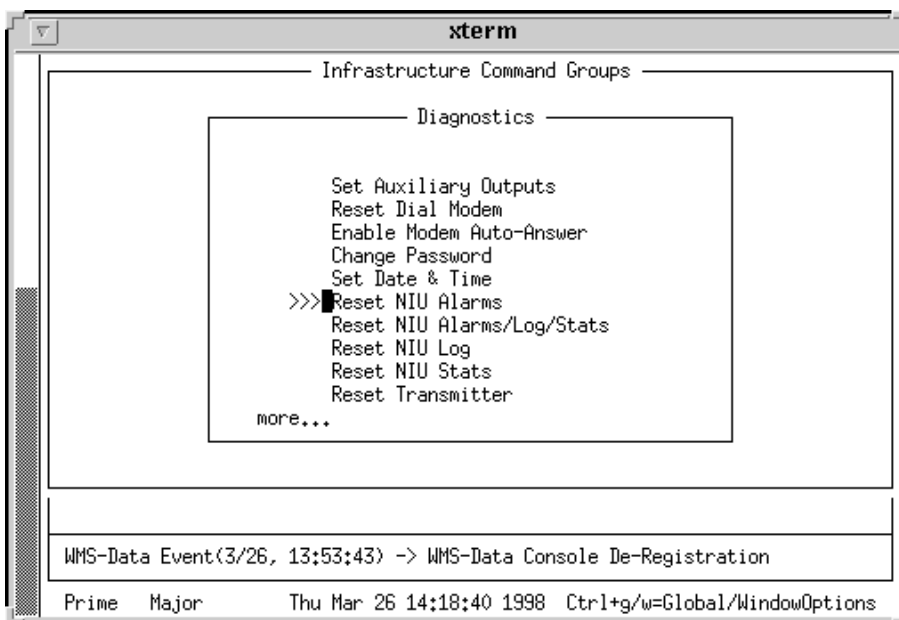 xterm
Infrastructure Command Groups
Diagnostics
Set Auxiliary Outputs
Reset Dial Modem
Enable Modem Auto-Answer
Change Password
Set Date & Time
>>> Reset NIU Alarms
Reset NIU Alarms/Log/Stats
Reset NIU Log
Reset NIU Stats
Reset Transmitter
more...
WMS-Data Event(3/26, 13:53:43) -> WMS-Data Console De-Registration
Prime Major Thu Mar 26 14:18:40 1998 Ctrl+g/w=Global/WindowOptions